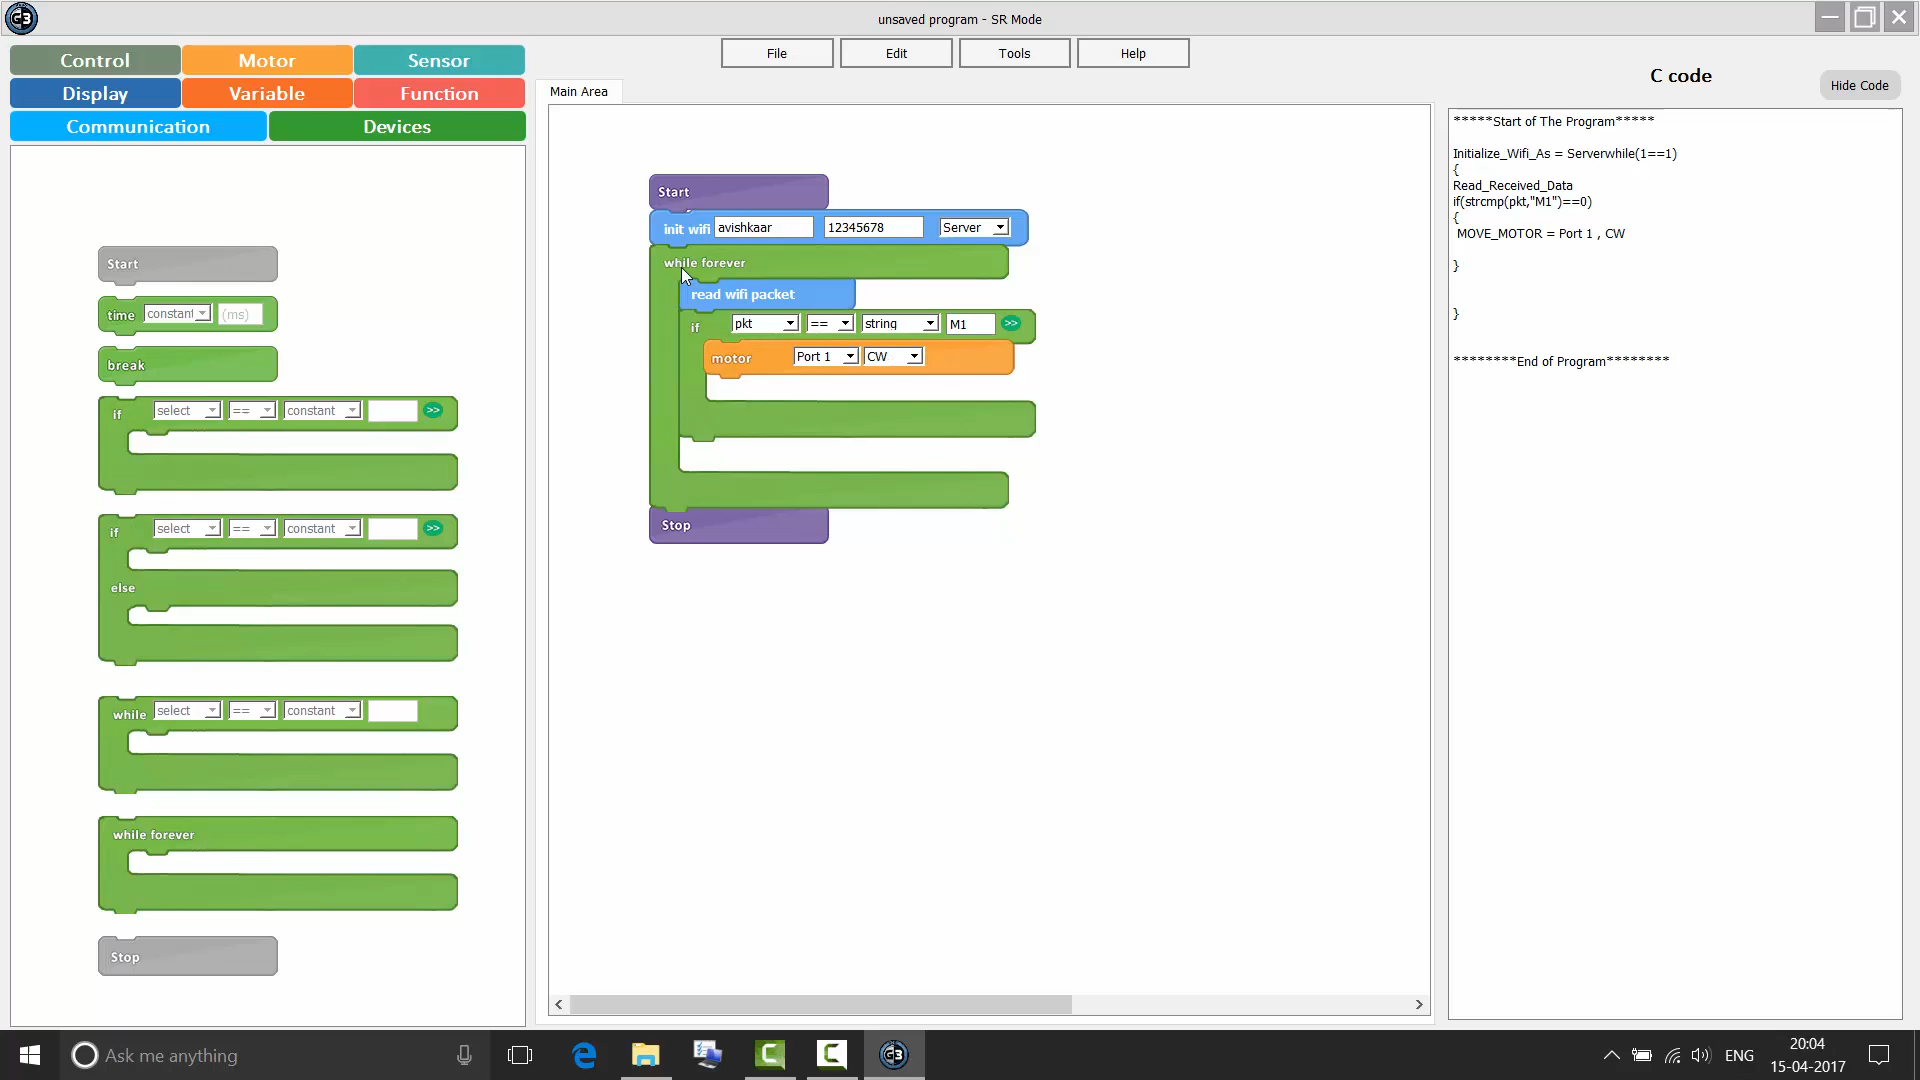 G3
unsaved program - SR Mode
File
Edit
Tools
Help
Control
Motor
Sensor
Display
Variable
Function
Communication
Devices
Main Area
C code
Hide Code
Start
time constant (ms)
break
if select == constant >>
if select == constant >>
else
while select == constant
while forever
Stop
Start
init wifi avishkaar 12345678 Server
while forever
read wifi packet
if pkt == string M1 >>
motor Port 1 CW
Stop
*****Start of The Program*****
Initialize_Wifi_As = Serverwhile(1==1)
{
Read_Received_Data
if(strcmp(pkt,"M1")==0)
{
MOVE_MOTOR = Port 1 , CW
}
}
********End of Program********
Ask me anything
G3
ENG
20:04
15-04-2017